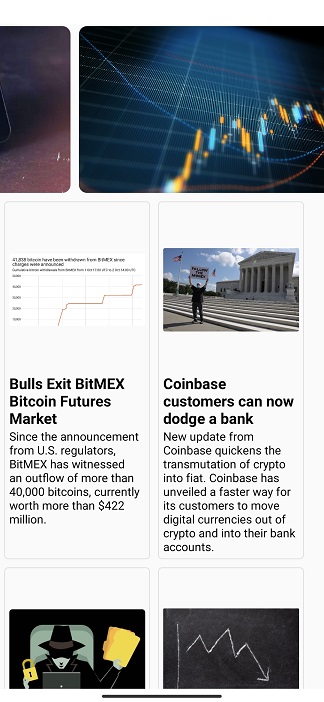 41,838 bitcoin have been withdrawn from BitMEX since
charges were announced
Bulls Exit BitMEX
Bitcoin Futures
Market
Since the announcement
from U.S. regulators,
BitMEX has witnessed
an outflow of more than
40,000 bitcoins, currently
worth more than $422
million.
Coinbase
customers can now
dodge a bank
New update from
Coinbase quickens the
transmutation of crypto
into fiat. Coinbase has
unveiled a faster way for
its customers to move
digital currencies out of
crypto and into their bank
accounts.